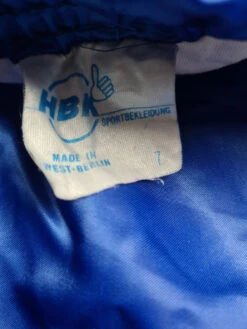 HBK
SPORTBEKLEIDUNG
MADE IN
WEST-BERLIN
7